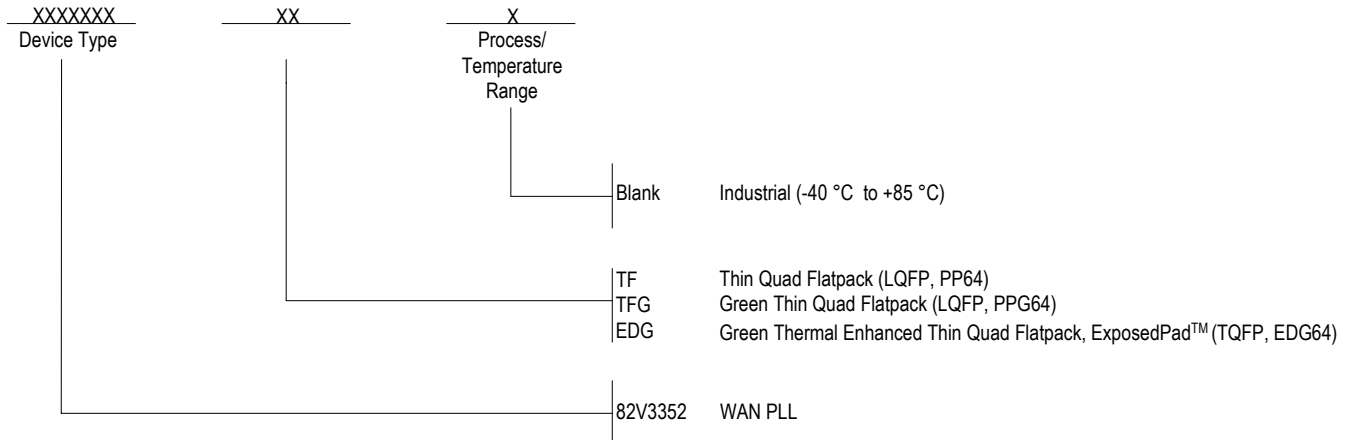 XXXXXXX XX X
Device Type Process/
Temperature
Range
Blank Industrial (-40 °C to +85 °C)
TF Thin Quad Flatpack (LQFP, PP64)
TFG Green Thin Quad Flatpack (LQFP, PPG64)
EDG Green Thermal Enhanced Thin Quad Flatpack, ExposedPad™ (TQFP, EDG64)
82V3352 WAN PLL